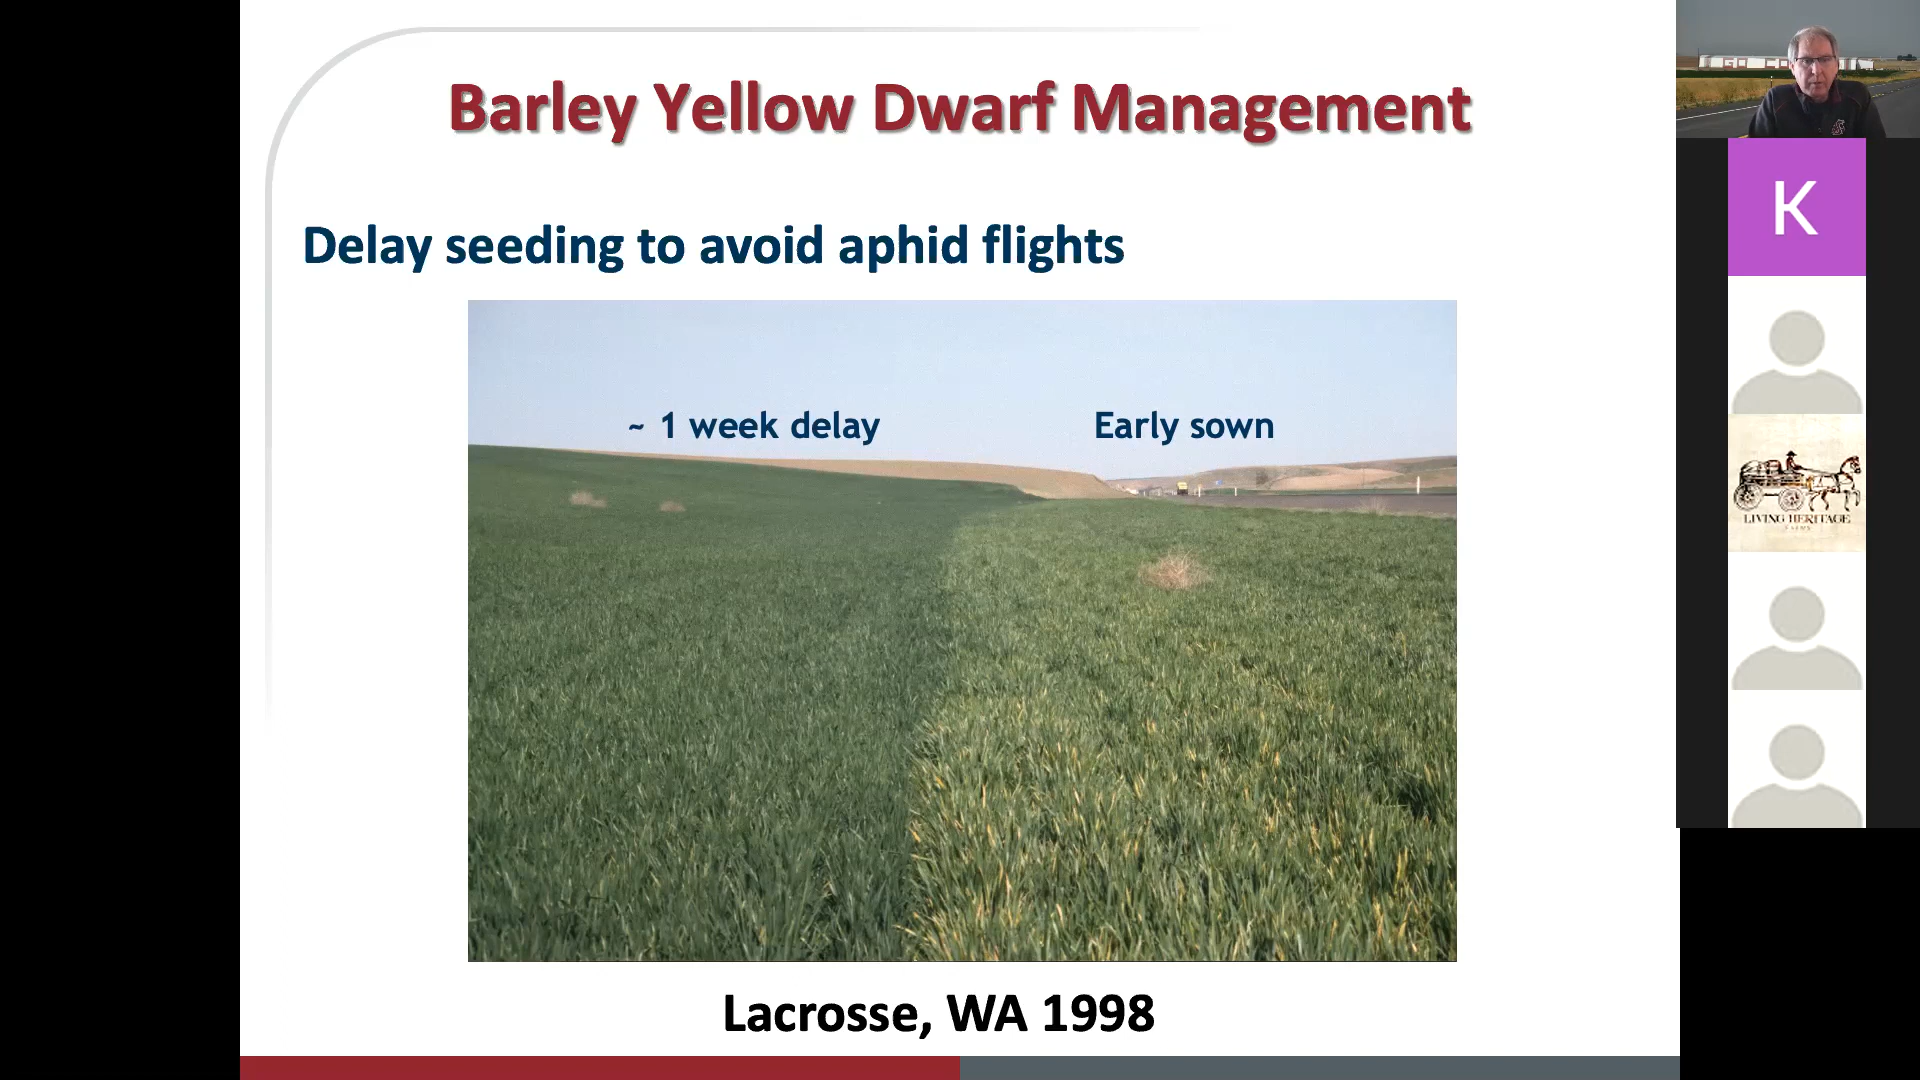 Barley Yellow Dwarf Management
Delay seeding to avoid aphid flights
~ 1 week delay
Early sown
Lacrosse, WA 1998
K
LIVING HERITAGE
FARMS